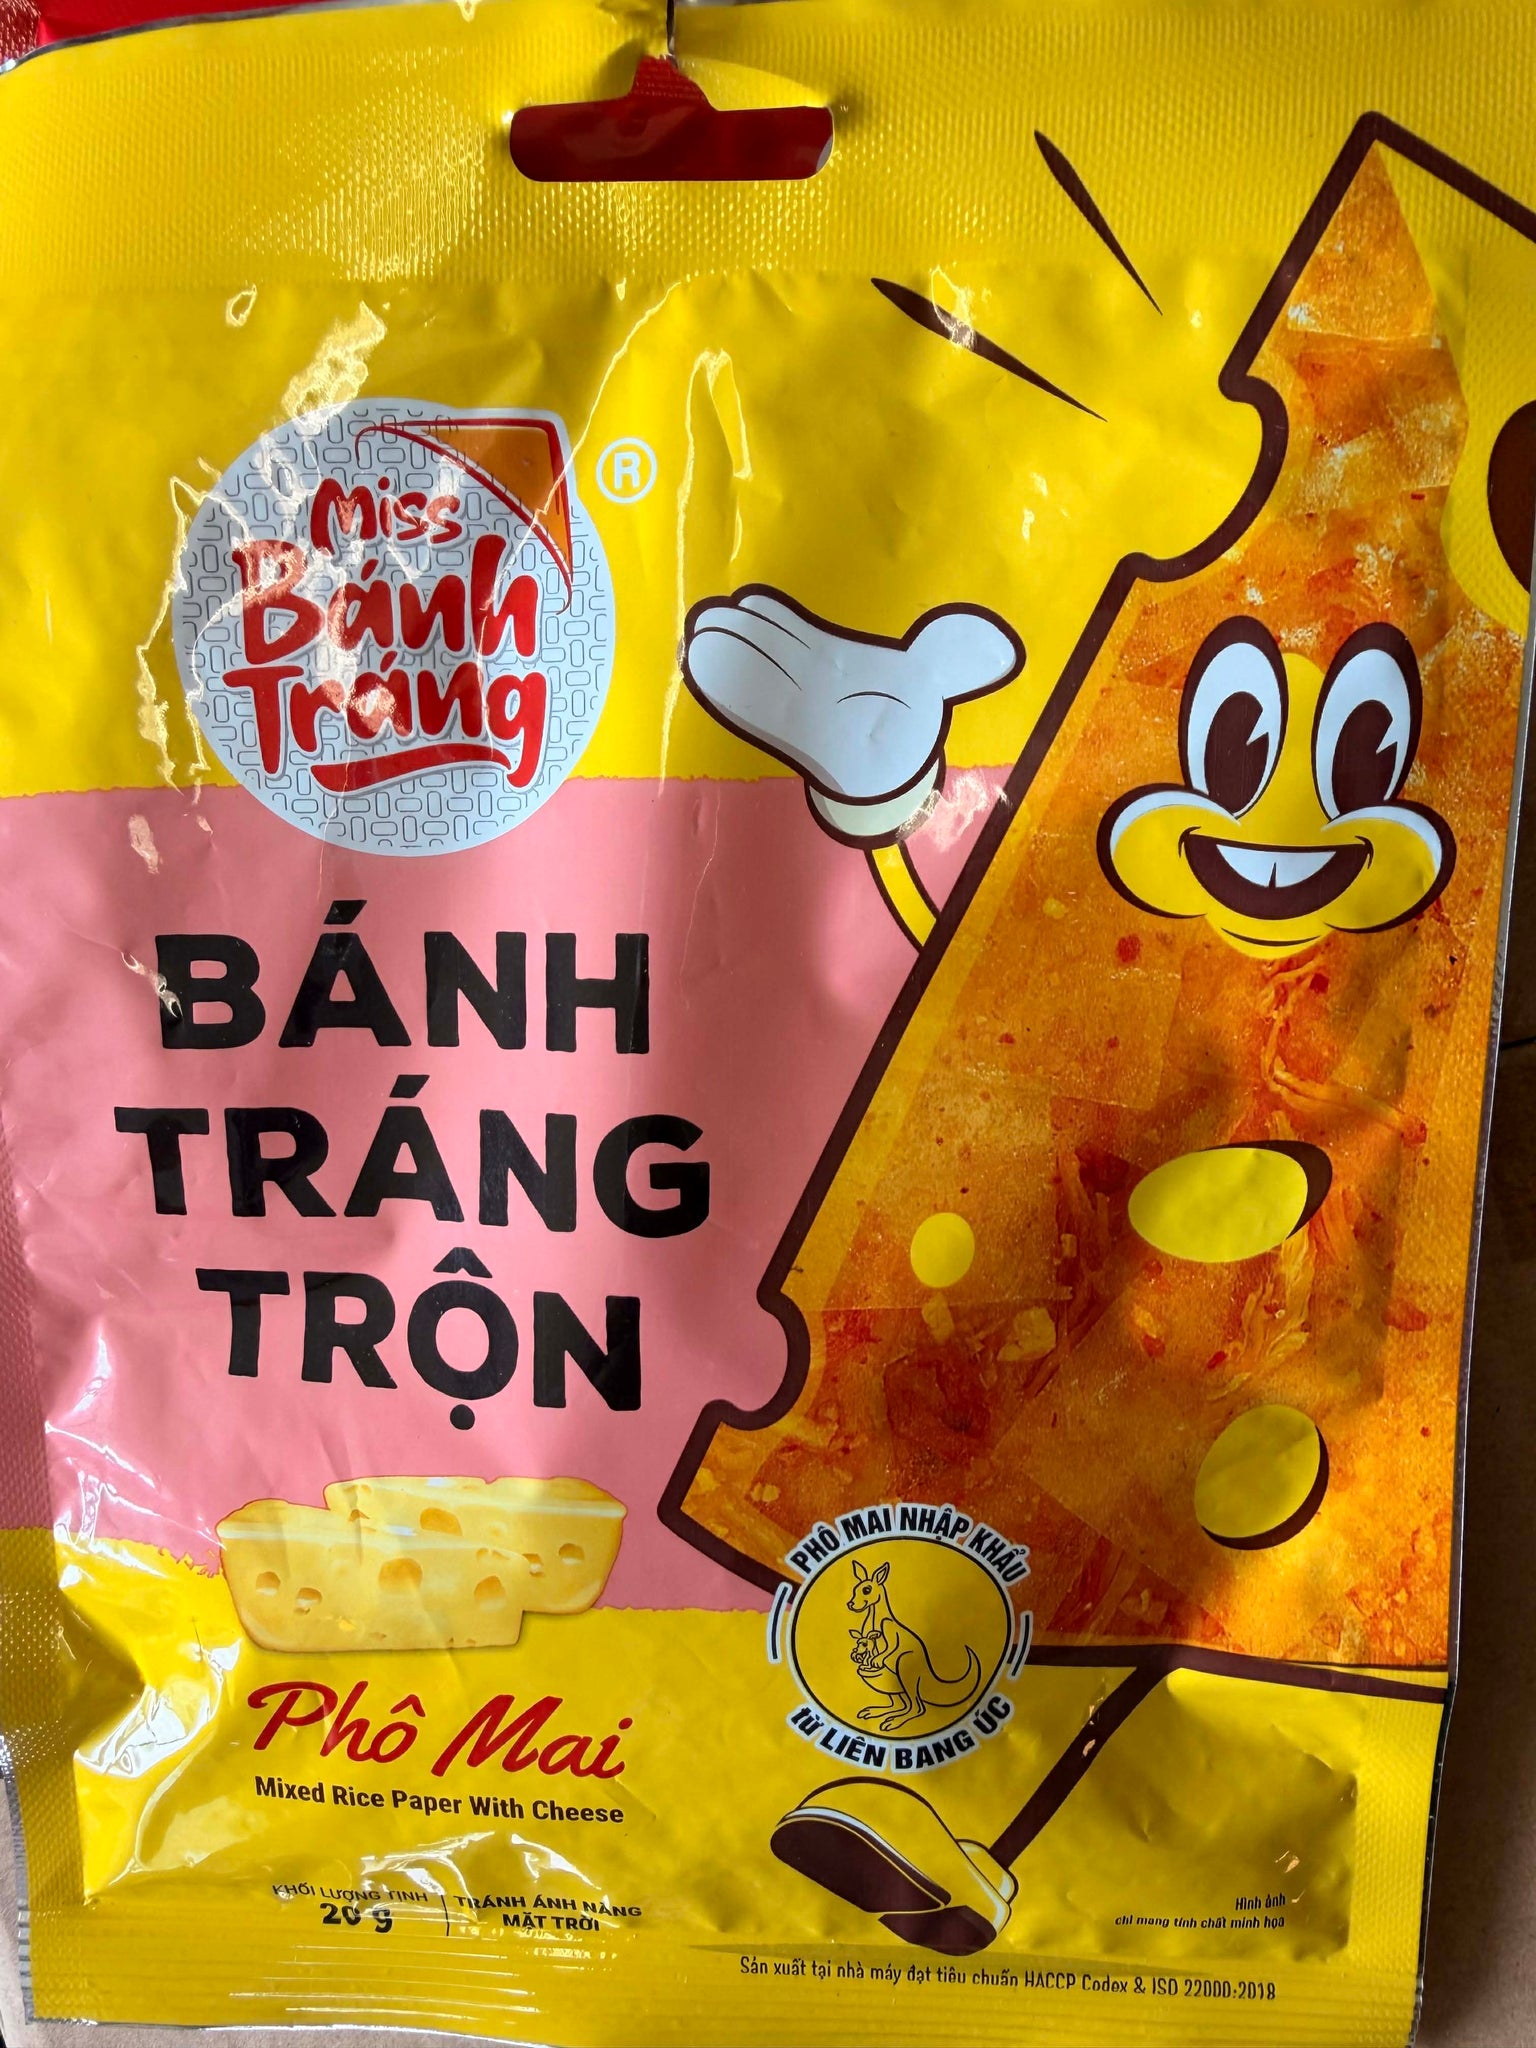 Miss
Bánh
Tráng
®
BÁNH
TRÁNG
TRỘN
PHÔ MAI NHẬP KHẨU
TỪ LIÊN BANG ÚC
Phô Mai
Mixed Rice Paper With Cheese
KHỐI LƯỢNG TỊNH
20 g
TRÁNH ÁNH NẮNG
MẶT TRỜI
Hình ảnh
chỉ mang tính chất minh họa
Sản xuất tại nhà máy đạt tiêu chuẩn HACCP Codex & ISO 22000:2018